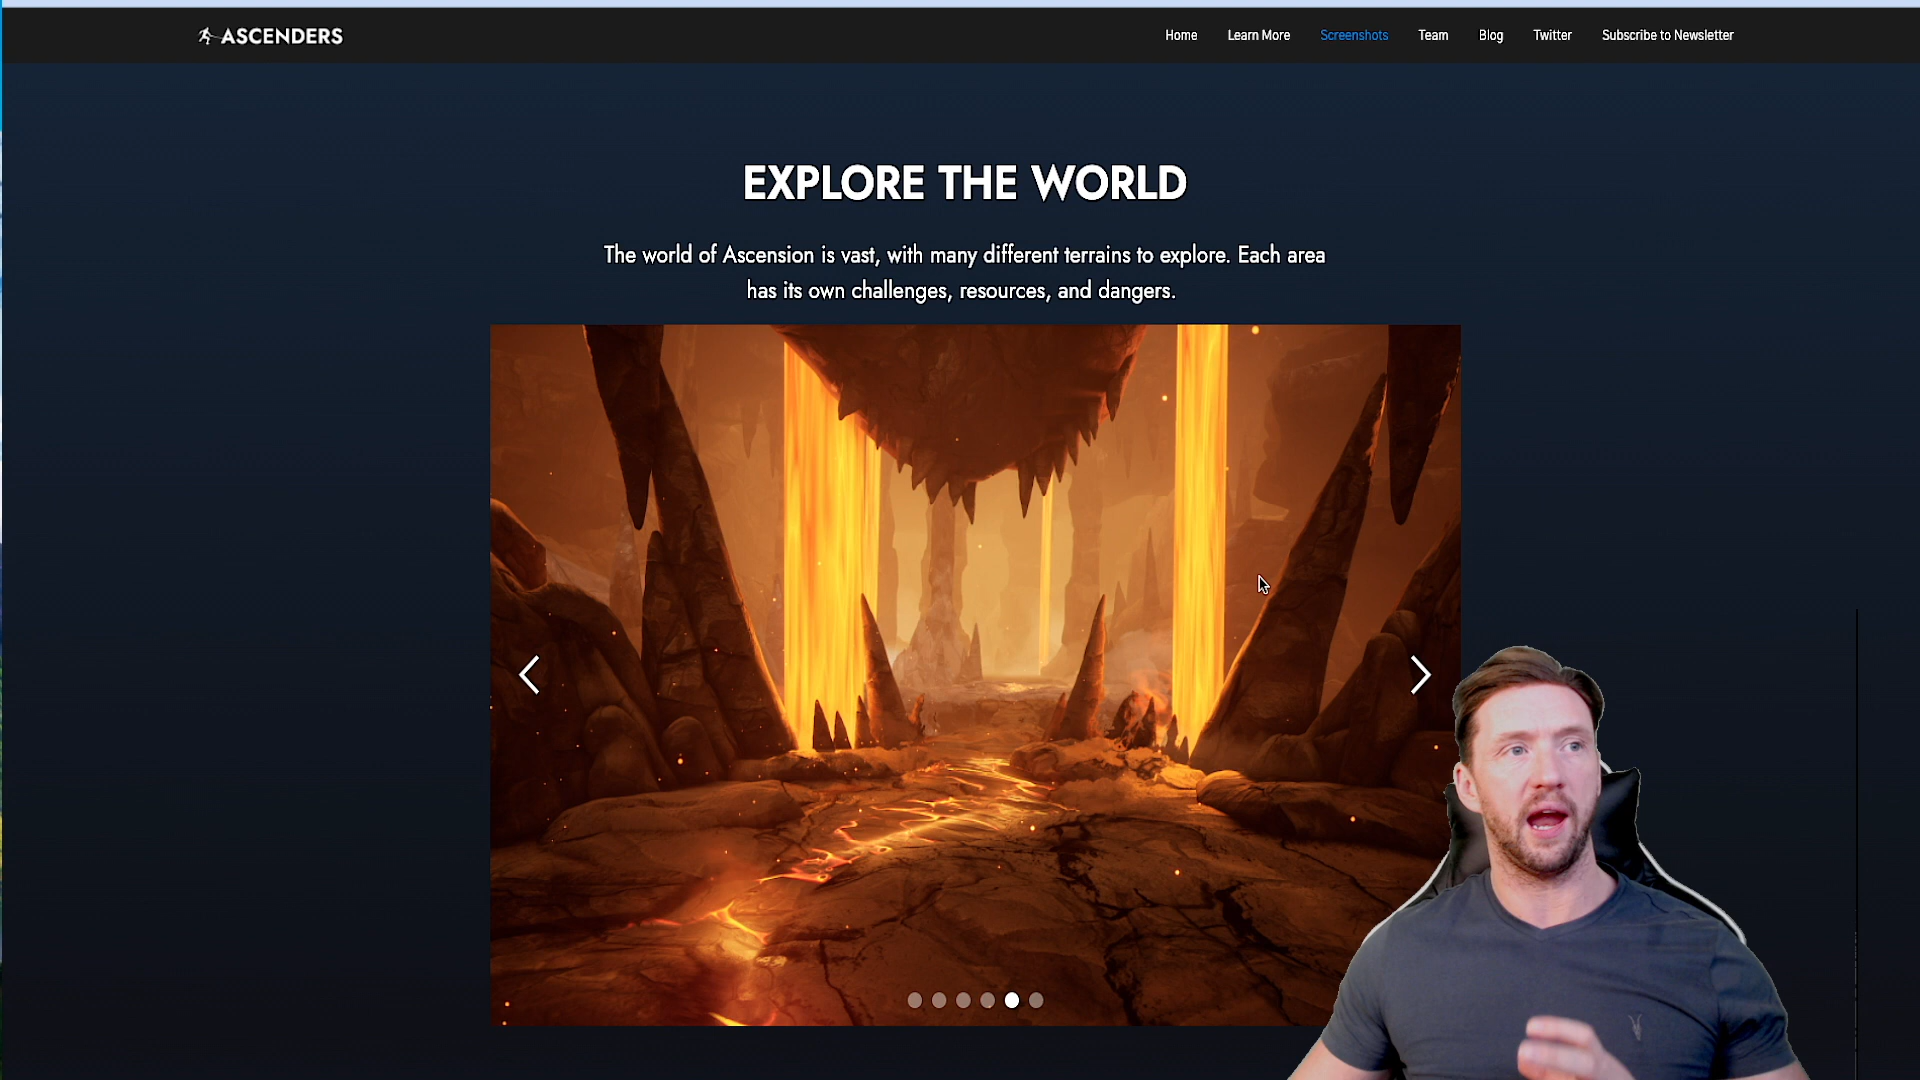 ASCENDERS
Home Learn More Screenshots Team Blog Twitter Subscribe to Newsletter
EXPLORE THE WORLD
The world of Ascension is vast, with many different terrains to explore. Each area
has its own challenges, resources, and dangers.